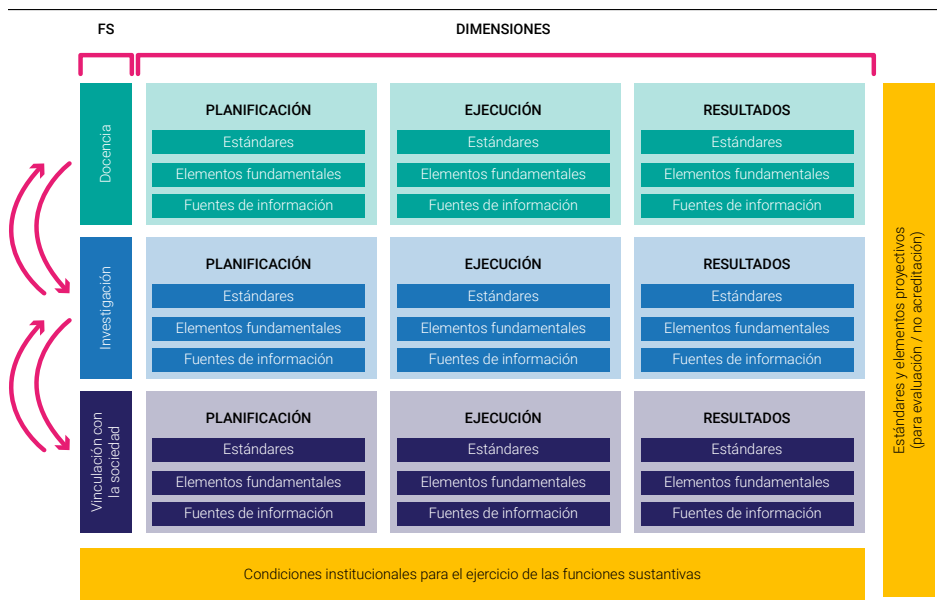 FS
DIMENSIONES
Docencia
PLANIFICACIÓN
Estándares
Elementos fundamentales
Fuentes de información
EJECUCIÓN
Estándares
Elementos fundamentales
Fuentes de información
RESULTADOS
Estándares
Elementos fundamentales
Fuentes de información
Investigación
PLANIFICACIÓN
Estándares
Elementos fundamentales
Fuentes de información
EJECUCIÓN
Estándares
Elementos fundamentales
Fuentes de información
RESULTADOS
Estándares
Elementos fundamentales
Fuentes de información
Vinculación con
la sociedad
PLANIFICACIÓN
Estándares
Elementos fundamentales
Fuentes de información
EJECUCIÓN
Estándares
Elementos fundamentales
Fuentes de información
RESULTADOS
Estándares
Elementos fundamentales
Fuentes de información
Estándares y elementos proyectivos
(para evaluación / no acreditación)
Condiciones institucionales para el ejercicio de las funciones sustantivas